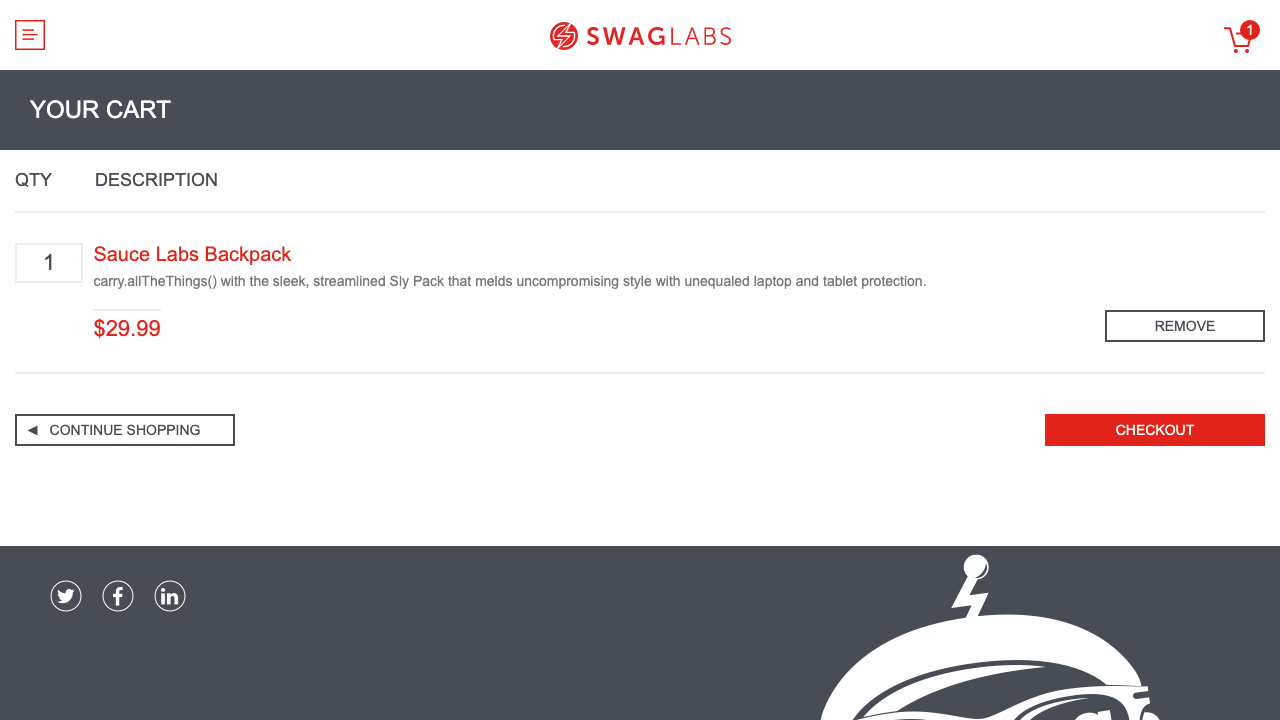 SWAGLABS
1
YOUR CART
QTY DESCRIPTION
1
Sauce Labs Backpack
carry.allTheThings() with the sleek, streamlined Sly Pack that melds uncompromising style with unequaled laptop and tablet protection.
$29.99
REMOVE
◄ CONTINUE SHOPPING
CHECKOUT